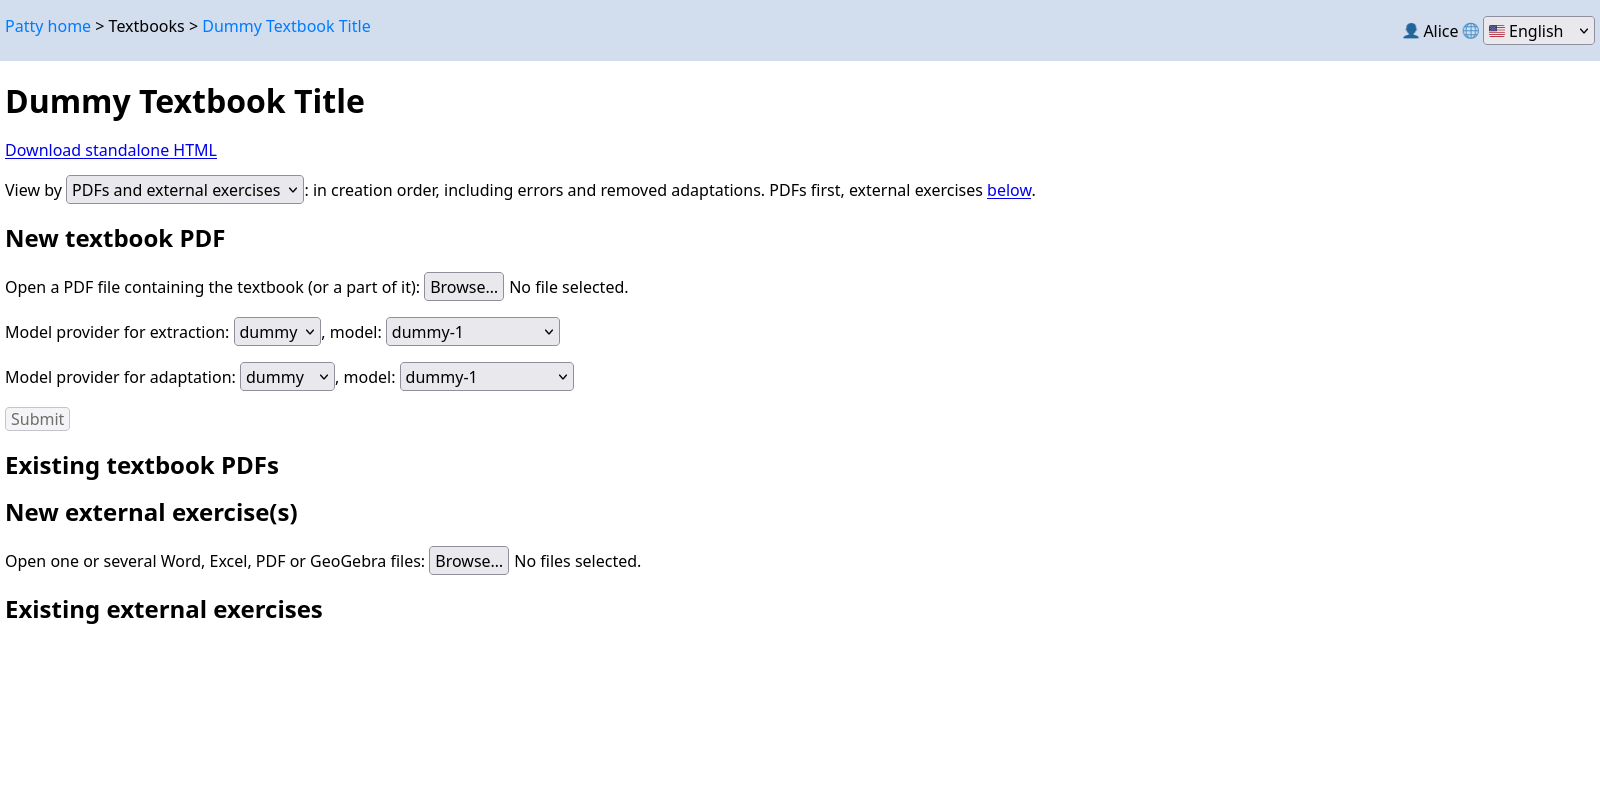 Patty home > Textbooks > Dummy Textbook Title
Alice English
Dummy Textbook Title
Download standalone HTML
View by PDFs and external exercises : in creation order, including errors and removed adaptations. PDFs first, external exercises below.
New textbook PDF
Open a PDF file containing the textbook (or a part of it): Browse... No file selected.
Model provider for extraction: dummy , model: dummy-1
Model provider for adaptation: dummy , model: dummy-1
Submit
Existing textbook PDFs
New external exercise(s)
Open one or several Word, Excel, PDF or GeoGebra files: Browse... No files selected.
Existing external exercises